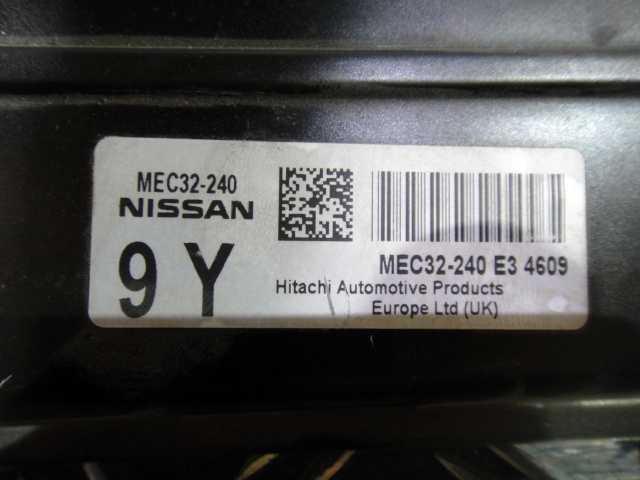 MEC32-240
NISSAN
9 Y
MEC32-240 E3 4609
Hitachi Automotive Products
Europe Ltd (UK)